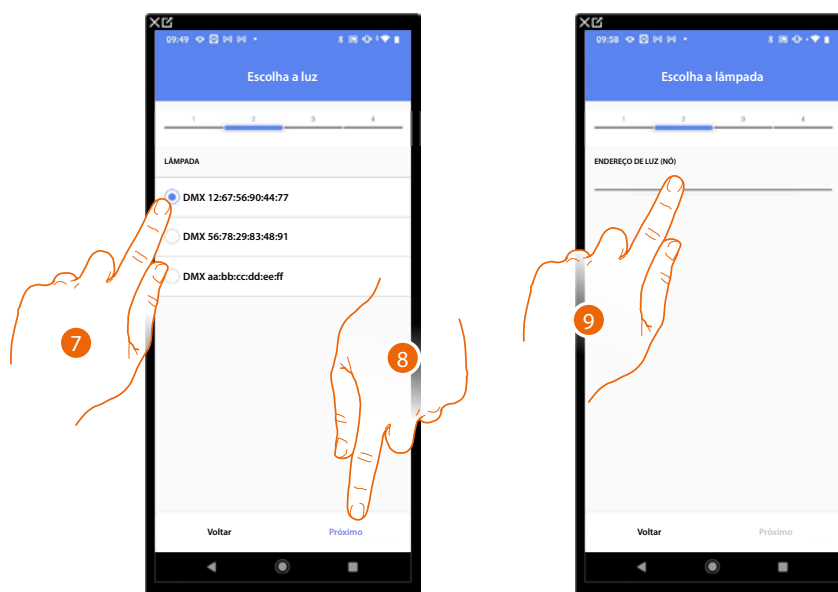 09:49
Escolha a luz
1 2 3 4
LÂMPADA
DMX 12:67:56:90:44:77
DMX 56:78:29:83:48:91
DMX aa:bb:cc:dd:ee:ff
7
8
Voltar Próximo
09:58
Escolha a lâmpada
1 2 3 4
ENDEREÇO DE LUZ (NÓ)
9
Voltar Próximo